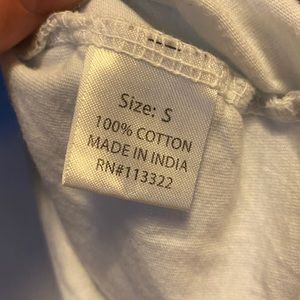 Size: S
100% COTTON
MADE IN INDIA
RN#113322